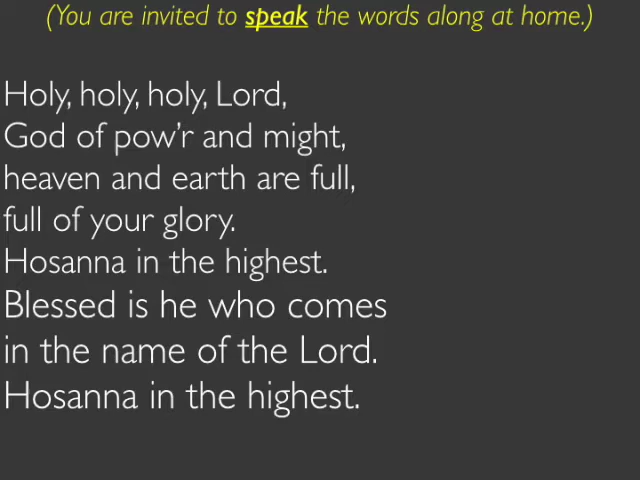 (You are invited to speak the words along at home.)
Holy, holy, holy, Lord,
God of pow’r and might,
heaven and earth are full,
full of your glory.
Hosanna in the highest.
Blessed is he who comes
in the name of the Lord.
Hosanna in the highest.